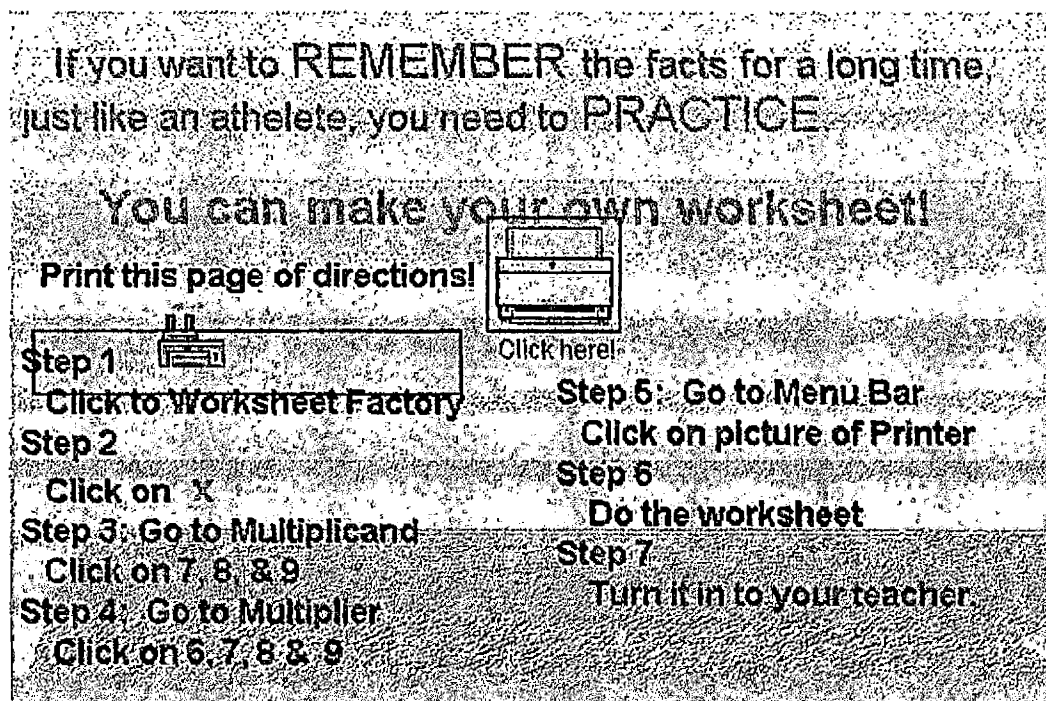 If you want to REMEMBER the facts for a long time,
just like an athelete, you need to PRACTICE.
You can make your own worksheet!
Print this page of directions!
Click here!
Step 1
Click to Worksheet Factory
Step 2
Click on X
Step 3: Go to Multiplicand
Click on 7, 8, & 9
Step 4: Go to Multiplier
Click on 6, 7, 8 & 9
Step 5: Go to Menu Bar
Click on picture of Printer
Step 6
Do the worksheet
Step 7
Turn it in to your teacher.